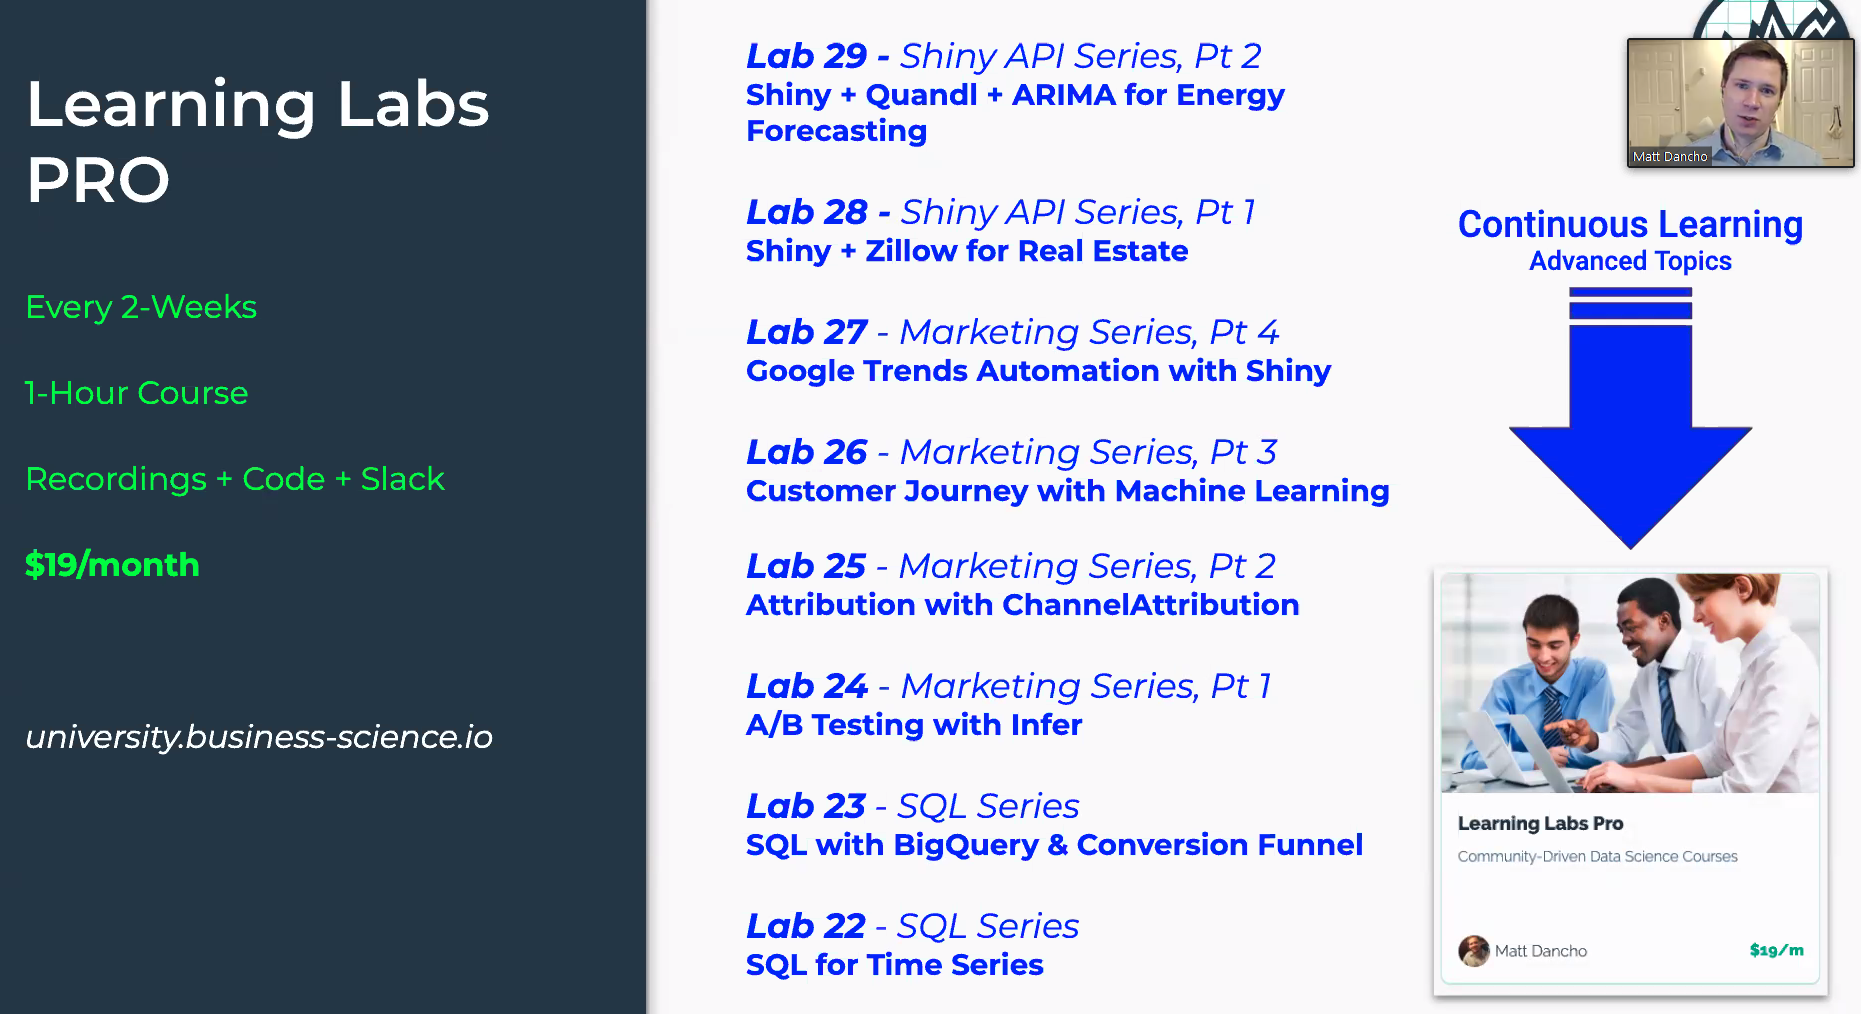 Learning Labs
PRO
Every 2-Weeks
1-Hour Course
Recordings + Code + Slack
$19/month
university.business-science.io
Lab 29 - Shiny API Series, Pt 2
Shiny + Quandl + ARIMA for Energy
Forecasting
Lab 28 - Shiny API Series, Pt 1
Shiny + Zillow for Real Estate
Lab 27 - Marketing Series, Pt 4
Google Trends Automation with Shiny
Lab 26 - Marketing Series, Pt 3
Customer Journey with Machine Learning
Lab 25 - Marketing Series, Pt 2
Attribution with ChannelAttribution
Lab 24 - Marketing Series, Pt 1
A/B Testing with Infer
Lab 23 - SQL Series
SQL with BigQuery & Conversion Funnel
Lab 22 - SQL Series
SQL for Time Series
Matt Dancho
Continuous Learning
Advanced Topics
Learning Labs Pro
Community-Driven Data Science Courses
Matt Dancho
$19/m